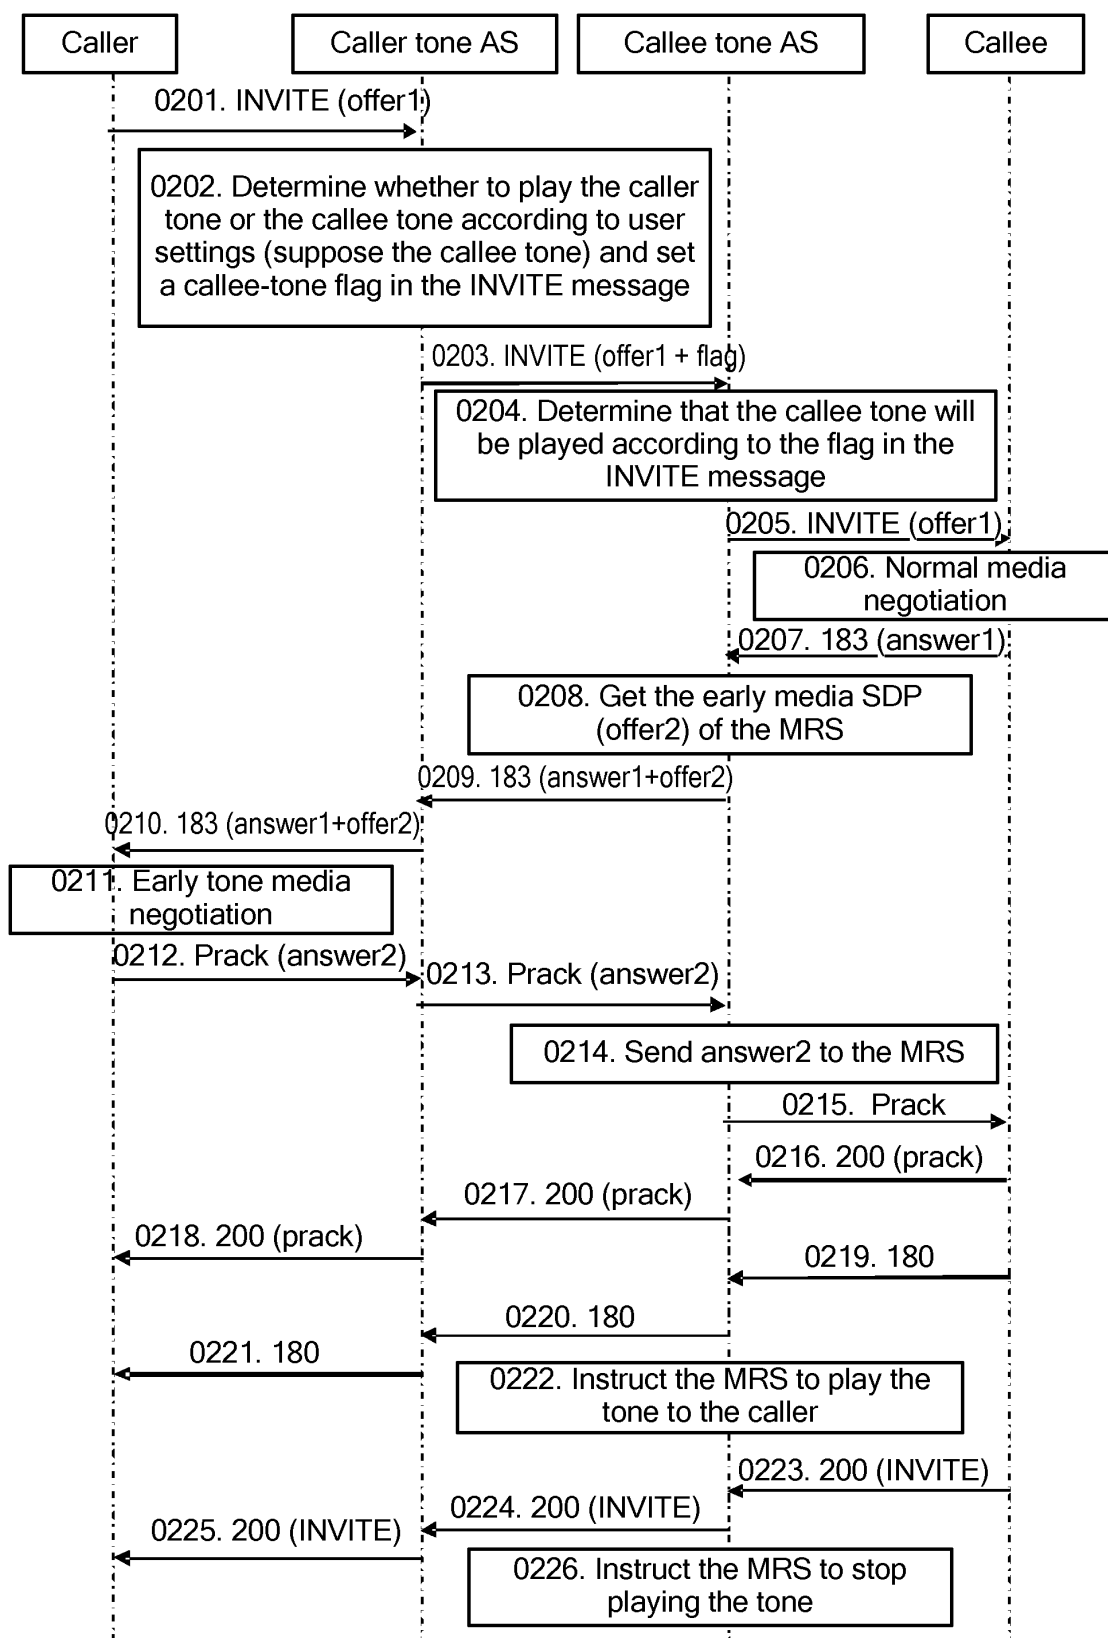 Caller
Caller tone AS
Callee tone AS
Callee
0201. INVITE (offer1)
0202. Determine whether to play the caller
tone or the callee tone according to user
settings (suppose the callee tone) and set
a callee-tone flag in the INVITE message
0203. INVITE (offer1 + flag)
0204. Determine that the callee tone will
be played according to the flag in the
INVITE message
0205. INVITE (offer1)
0206. Normal media
negotiation
0207. 183 (answer1)
0208. Get the early media SDP
(offer2) of the MRS
0209. 183 (answer1+offer2)
0210. 183 (answer1+offer2)
0211. Early tone media
negotiation
0212. Prack (answer2)
0213. Prack (answer2)
0214. Send answer2 to the MRS
0215. Prack
0216. 200 (prack)
0217. 200 (prack)
0218. 200 (prack)
0219. 180
0220. 180
0221. 180
0222. Instruct the MRS to play the
tone to the caller
0223. 200 (INVITE)
0224. 200 (INVITE)
0225. 200 (INVITE)
0226. Instruct the MRS to stop
playing the tone